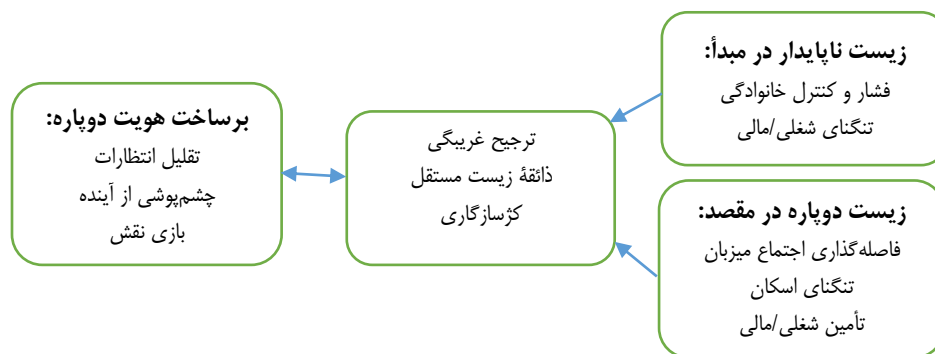 زیست ناپایدار در مبدأ:
فشار و کنترل خانوادگی
تنگنای شغلی/مالی
زیست دوپاره در مقصد:
فاصله‌گذاری اجتماع میزبان
تنگنای اسکان
تأمین شغلی/مالی
ترجیح غریبگی
ذائقۀ زیست مستقل
کژسازگاری
برساخت هویت دوپاره:
تقلیل انتظارات
چشم‌پوشی از آینده
بازی نقش